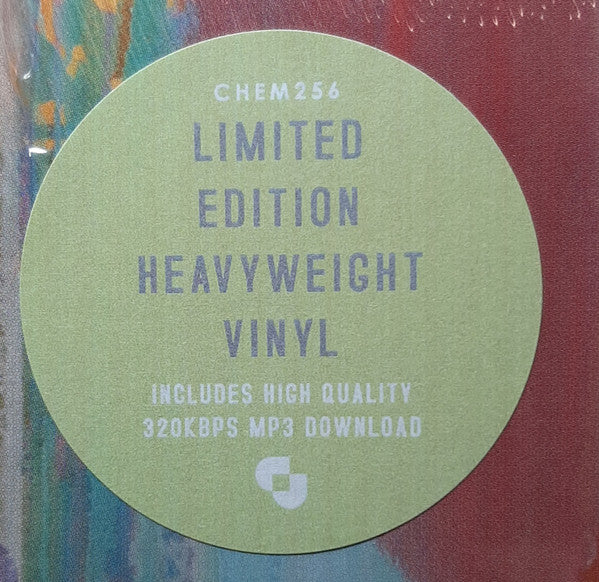 CHEM256
LIMITED
EDITION
HEAVYWEIGHT
VINYL
INCLUDES HIGH QUALITY
320KBPS MP3 DOWNLOAD